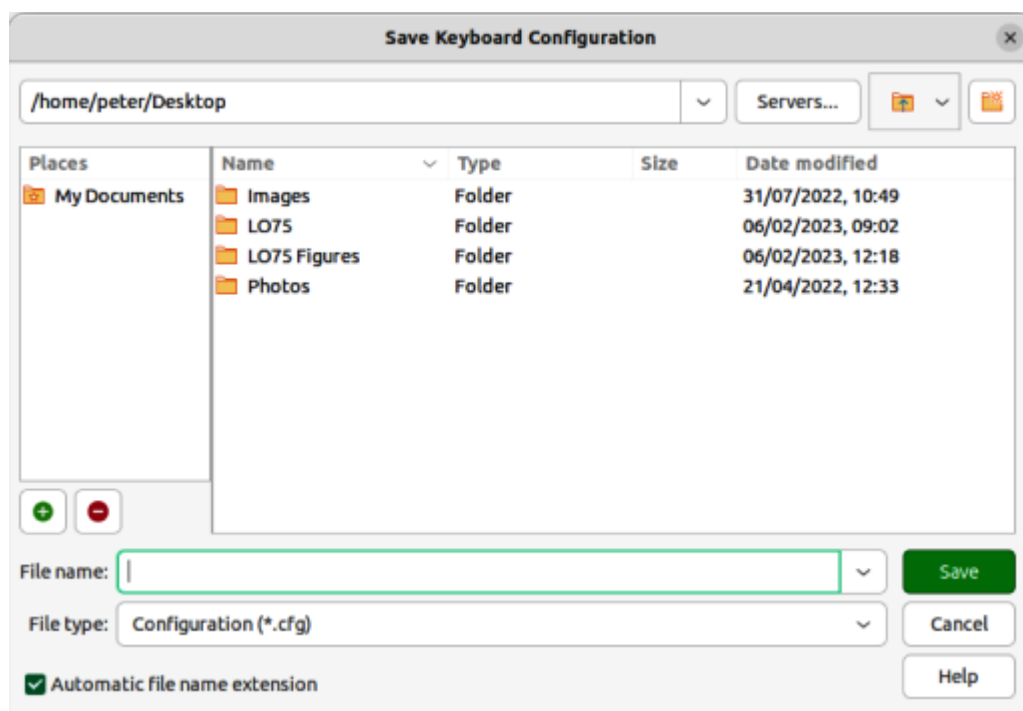 Save Keyboard Configuration
/home/peter/Desktop
Servers...
Places
Name Type Size Date modified
My Documents
Images Folder 31/07/2022, 10:49
LO75 Folder 06/02/2023, 09:02
LO75 Figures Folder 06/02/2023, 12:18
Photos Folder 21/04/2022, 12:33
File name:
Save
File type: Configuration (*.cfg)
Cancel
Automatic file name extension
Help